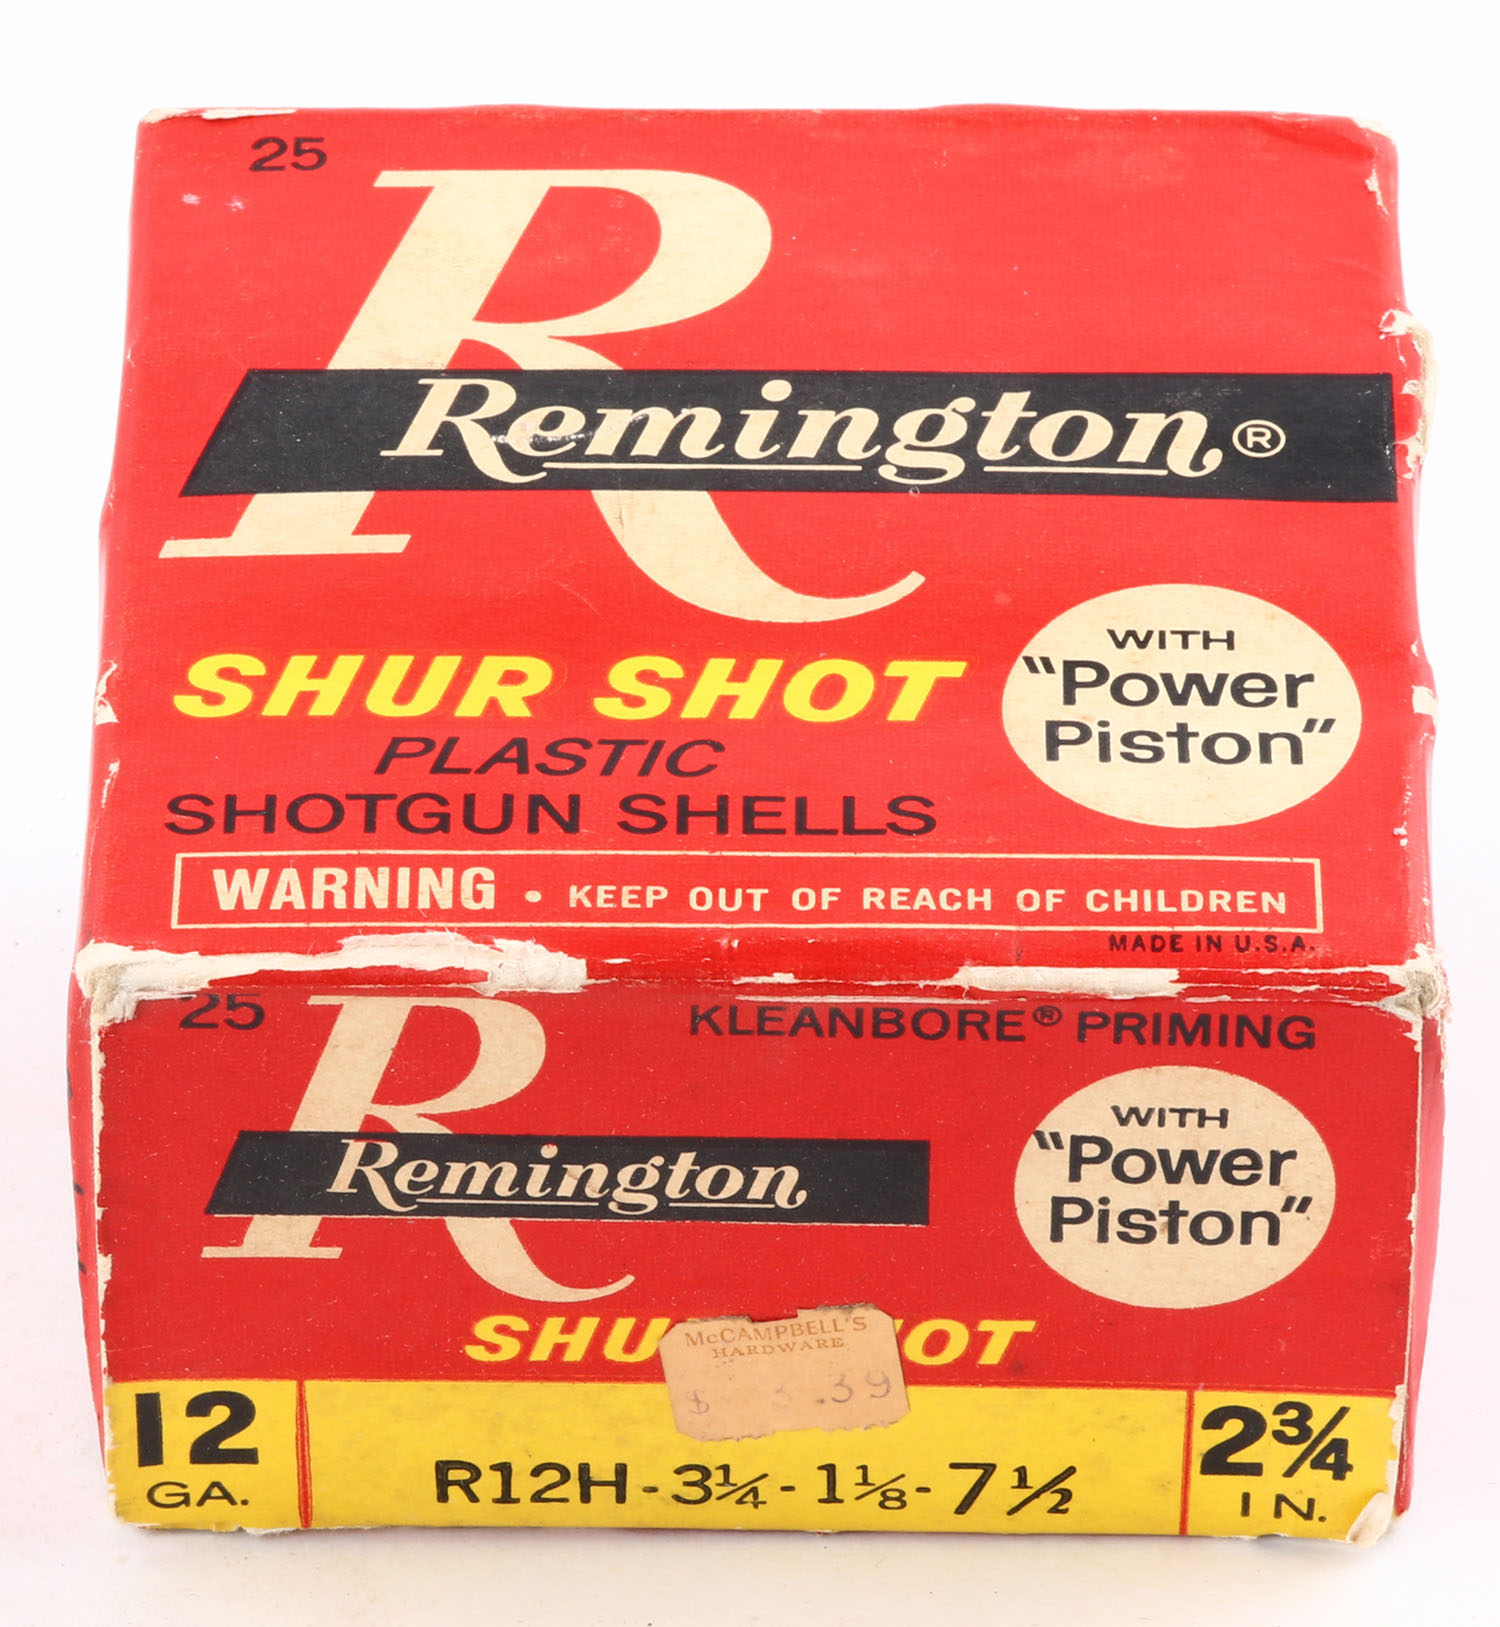 25
R
Remington®
SHUR SHOT
PLASTIC
SHOTGUN SHELLS
WITH
"Power
Piston"
WARNING • KEEP OUT OF REACH OF CHILDREN
MADE IN U.S.A.
25
KLEANBORE® PRIMING
R
Remington
WITH
"Power
Piston"
SHU OT
McCAMPBELL'S
HARDWARE
$ 3.39
12
GA.
R12H - 3¼ - 1⅛ - 7½
2¾
IN.